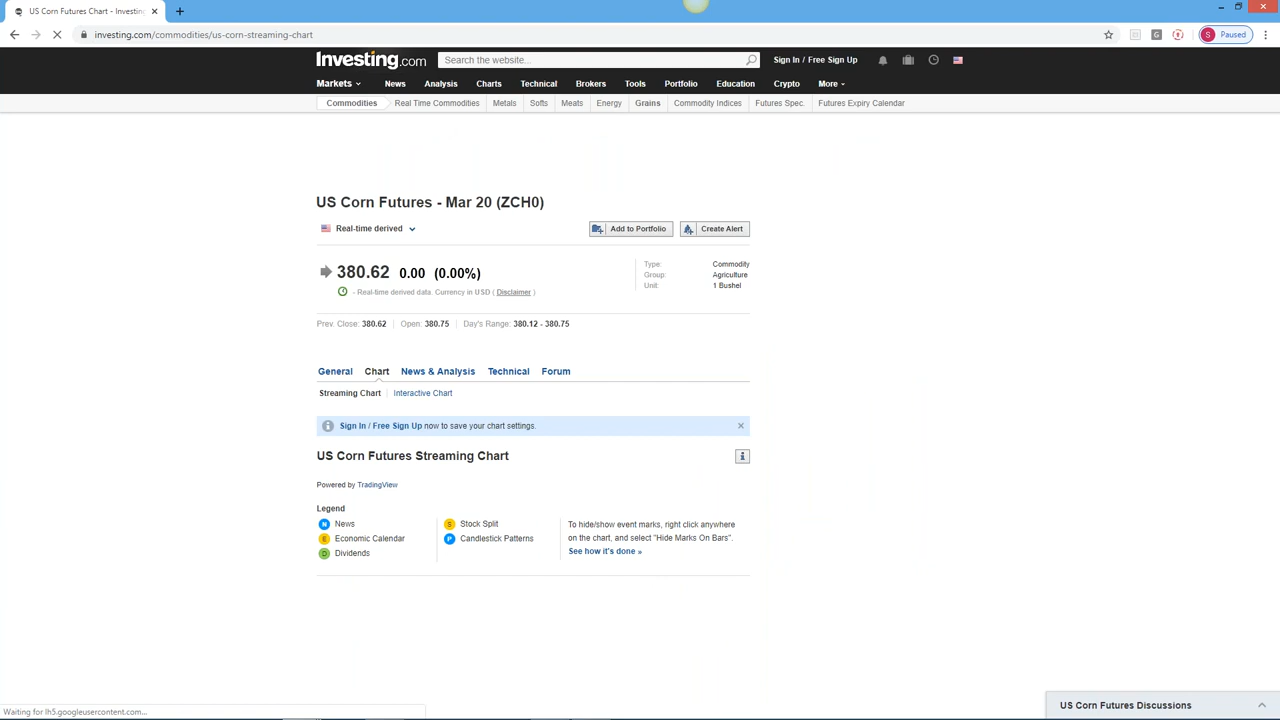 US Corn Futures Chart - Investing
investing.com/commodities/us-corn-streaming-chart
S Paused
Investing.com
Search the website...
Sign In / Free Sign Up
Markets News Analysis Charts Technical Brokers Tools Portfolio Education Crypto More
Commodities Real Time Commodities Metals Softs Meats Energy Grains Commodity Indices Futures Spec. Futures Expiry Calendar
US Corn Futures - Mar 20 (ZCH0)
Real-time derived
Add to Portfolio
Create Alert
380.62 0.00 (0.00%)
- Real-time derived data. Currency in USD ( Disclaimer )
Type: Commodity
Group: Agriculture
Unit: 1 Bushel
Prev. Close: 380.62 Open: 380.75 Day's Range: 380.12 - 380.75
General Chart News & Analysis Technical Forum
Streaming Chart Interactive Chart
Sign In / Free Sign Up now to save your chart settings.
US Corn Futures Streaming Chart
Powered by TradingView
Legend
N News
E Economic Calendar
D Dividends
S Stock Split
P Candlestick Patterns
To hide/show event marks, right click anywhere
on the chart, and select "Hide Marks On Bars".
See how it's done »
US Corn Futures Discussions
Waiting for lh5.googleusercontent.com...